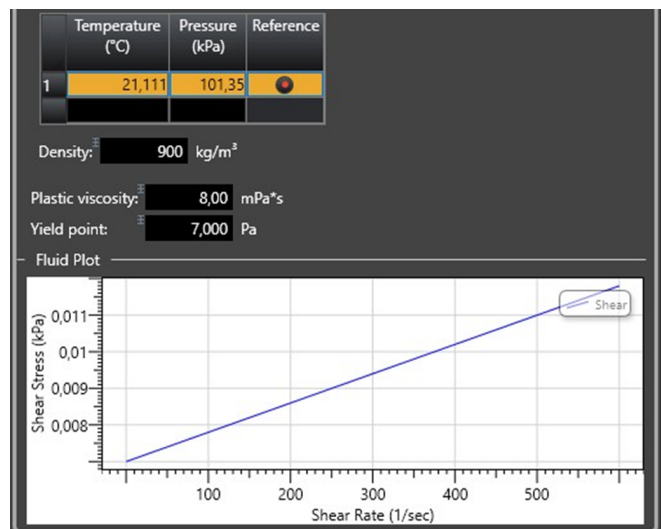 Temperature (°C) Pressure (kPa) Reference
1 21,111 101,35
Density: 900 kg/m³
Plastic viscosity: 8,00 mPa*s
Yield point: 7,000 Pa
Fluid Plot
Shear
Shear Stress (kPa)
0,011
0,01
0,009
0,008
100 200 300 400 500
Shear Rate (1/sec)